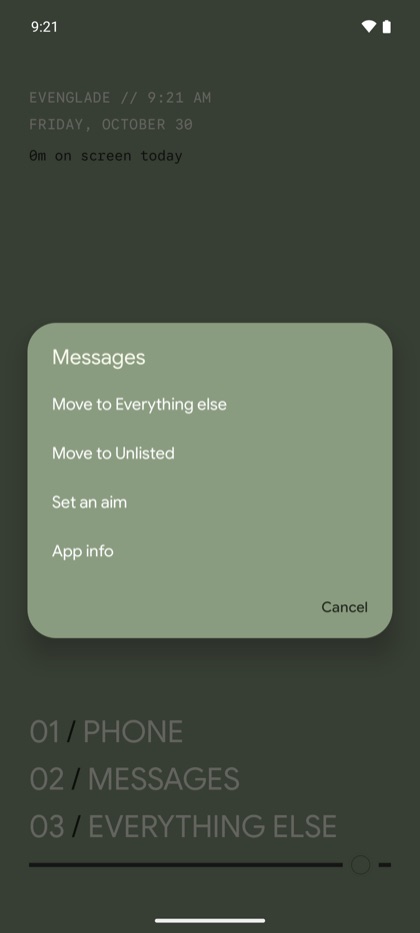 9:21
EVENGLADE // 9:21 AM
FRIDAY, OCTOBER 30
0m on screen today
Messages
Move to Everything else
Move to Unlisted
Set an aim
App info
Cancel
01 / PHONE
02 / MESSAGES
03 / EVERYTHING ELSE